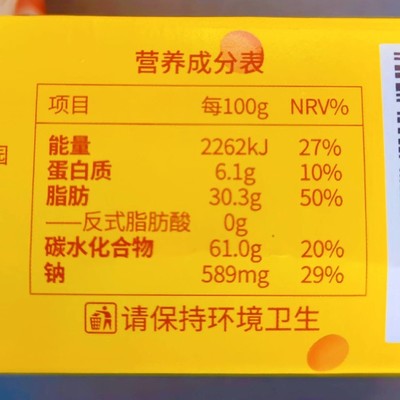 营养成分表
项目 每100g NRV%
能量 2262kJ 27%
蛋白质 6.1g 10%
脂肪 30.3g 50%
——反式脂肪酸 0g
碳水化合物 61.0g 20%
钠 589mg 29%
请保持环境卫生
园